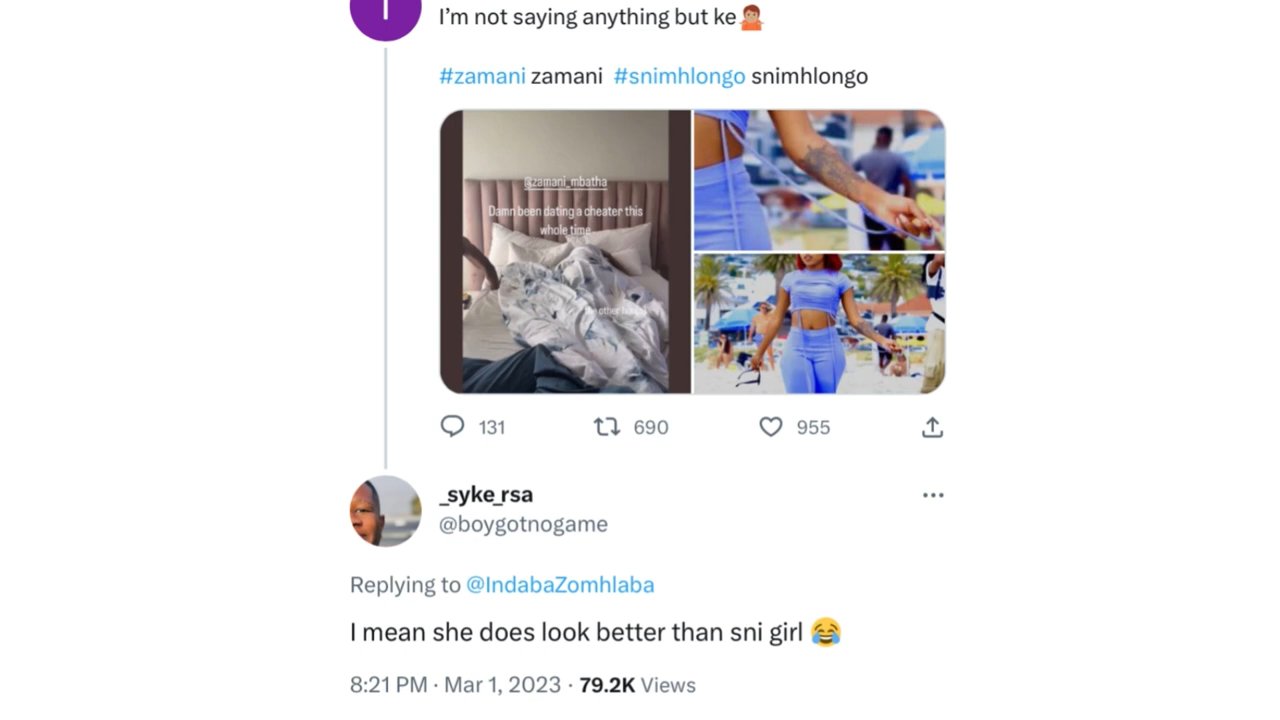 I
I'm not saying anything but ke🤷🏽
#zamani zamani #snimhlongo snimhlongo
@zamani_mbatha
Damn been dating a cheater this
whole time
131
690
955
_syke_rsa
@boygotnogame
Replying to @IndabaZomhlaba
I mean she does look better than sni girl 😂
8:21 PM · Mar 1, 2023 · 79.2K Views